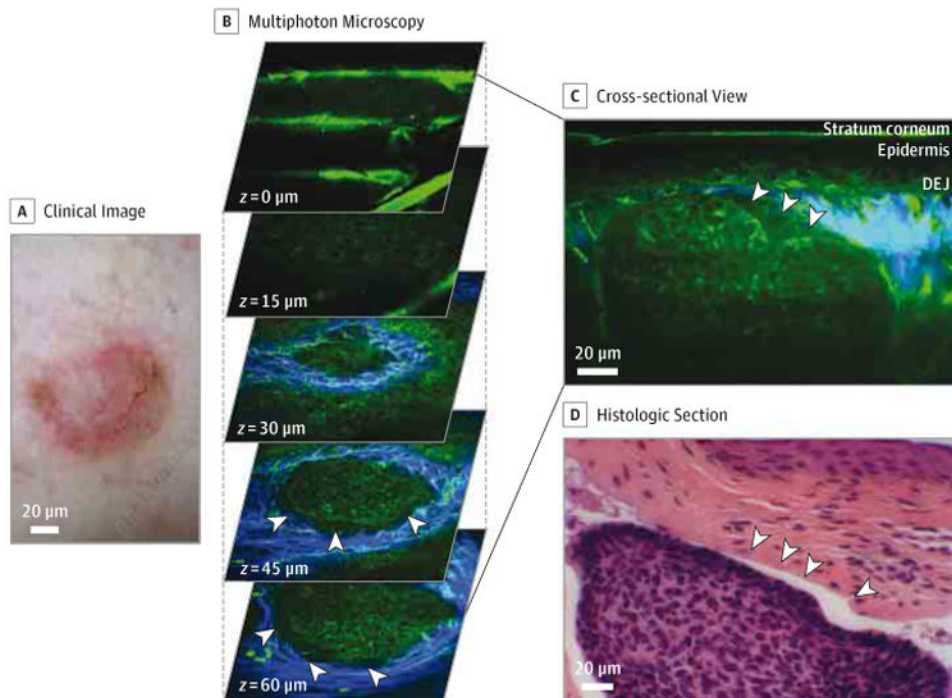 B Multiphoton Microscopy
z=0 µm
z=15 µm
z=30 µm
z=45 µm
z=60 µm
A Clinical Image
20 µm
C Cross-sectional View
Stratum corneum
Epidermis
DEJ
20 µm
D Histologic Section
20 µm